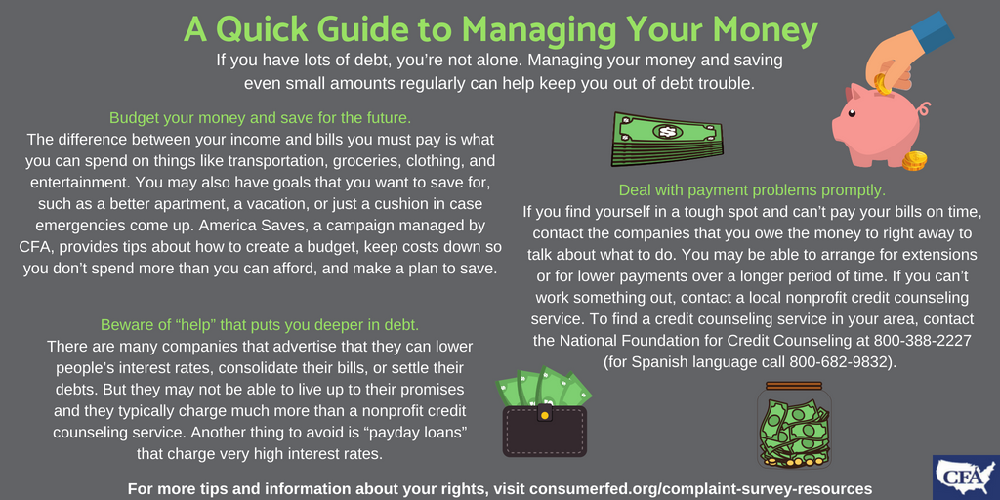 A Quick Guide to Managing Your Money
If you have lots of debt, you’re not alone. Managing your money and saving
even small amounts regularly can help keep you out of debt trouble.
Budget your money and save for the future.
The difference between your income and bills you must pay is what
you can spend on things like transportation, groceries, clothing, and
entertainment. You may also have goals that you want to save for,
such as a better apartment, a vacation, or just a cushion in case
emergencies come up. America Saves, a campaign managed by
CFA, provides tips about how to create a budget, keep costs down so
you don’t spend more than you can afford, and make a plan to save.
Beware of “help” that puts you deeper in debt.
There are many companies that advertise that they can lower
people’s interest rates, consolidate their bills, or settle their
debts. But they may not be able to live up to their promises
and they typically charge much more than a nonprofit credit
counseling service. Another thing to avoid is “payday loans”
that charge very high interest rates.
Deal with payment problems promptly.
If you find yourself in a tough spot and can’t pay your bills on time,
contact the companies that you owe the money to right away to
talk about what to do. You may be able to arrange for extensions
or for lower payments over a longer period of time. If you can’t
work something out, contact a local nonprofit credit counseling
service. To find a credit counseling service in your area, contact
the National Foundation for Credit Counseling at 800-388-2227
(for Spanish language call 800-682-9832).
For more tips and information about your rights, visit consumerfed.org/complaint-survey-resources
CFA